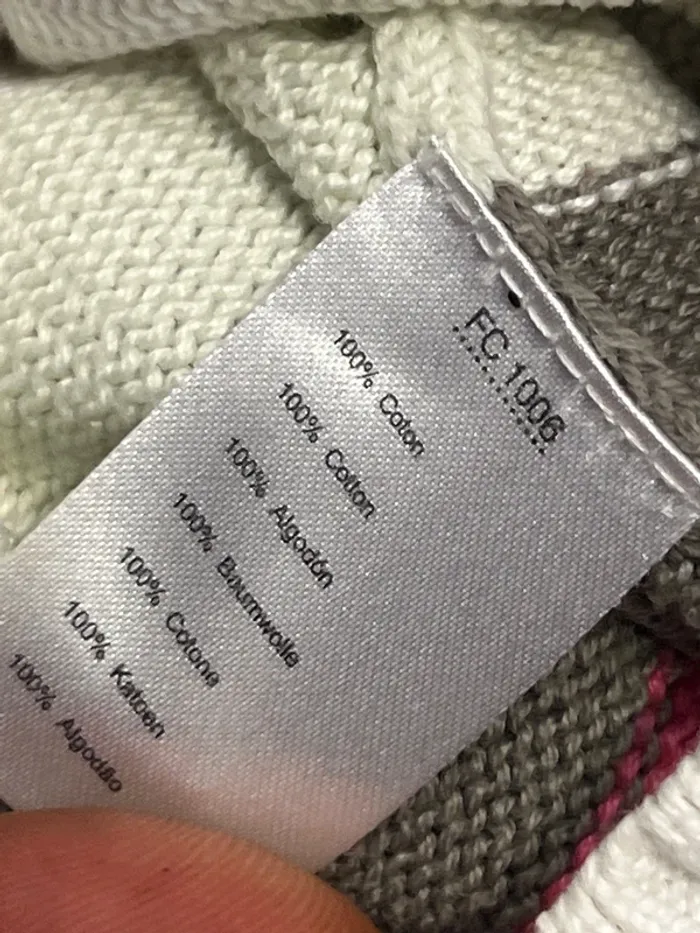 FC 1006
100% Coton
100% Cotton
100% Algodón
100% Baumwolle
100% Cotone
100% Katoen
100% Algodão